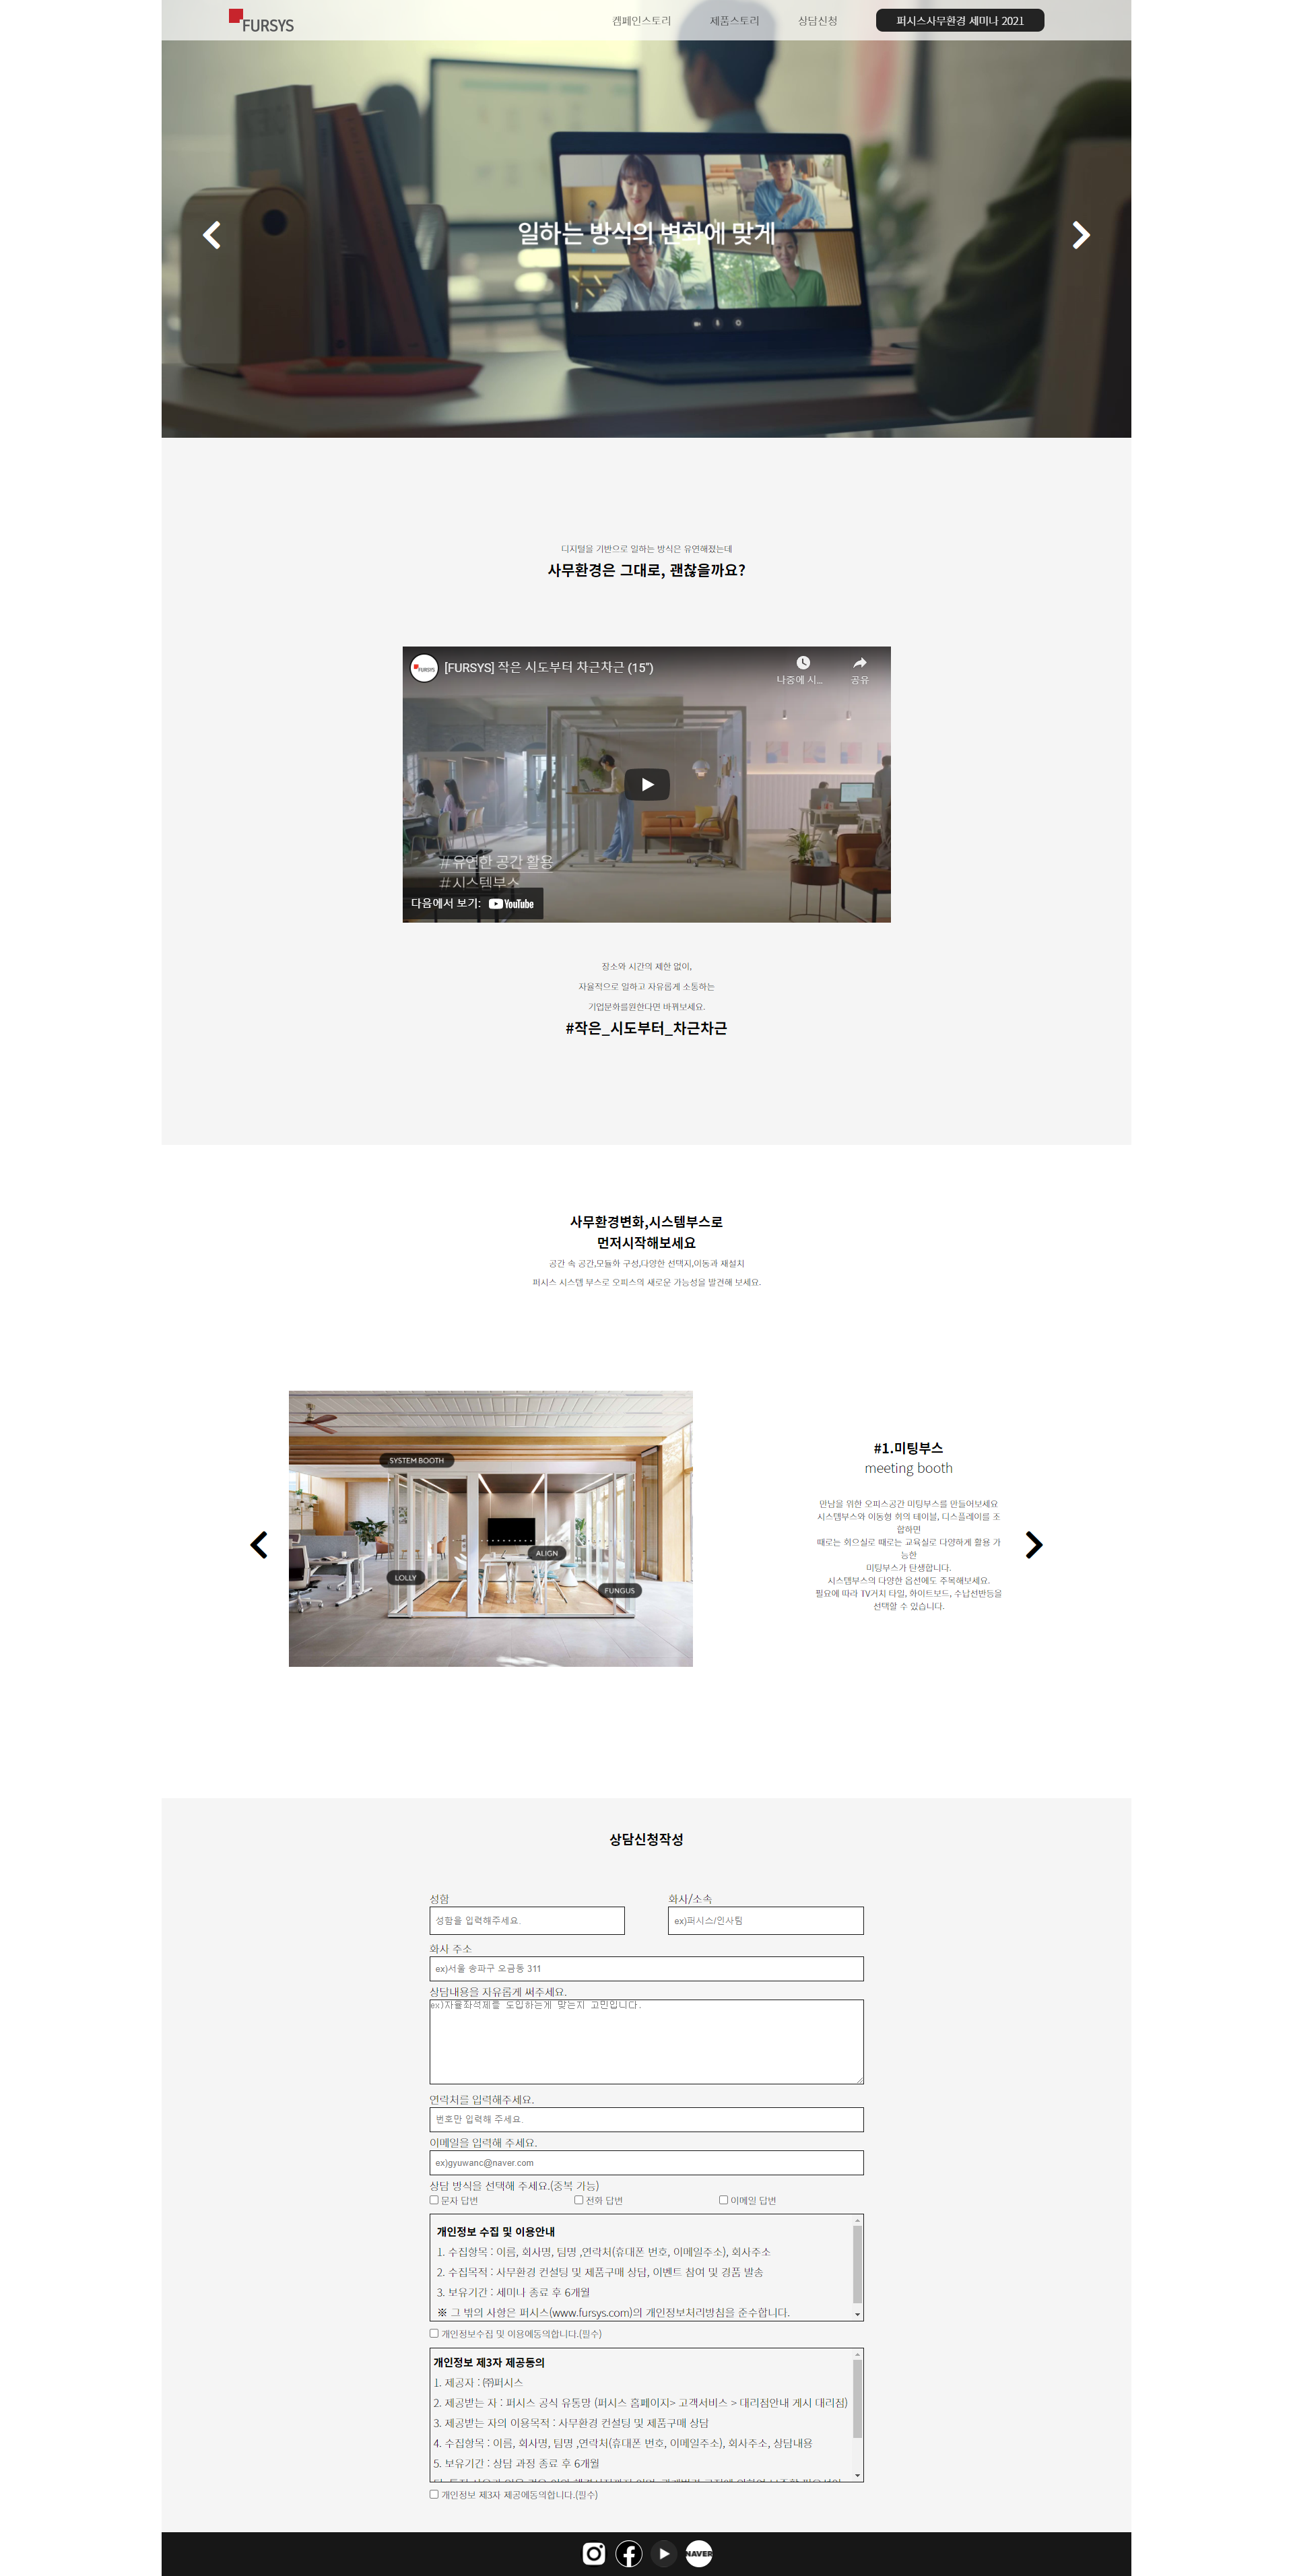 FURSYS
켐페인스토리
제품스토리
상담신청
퍼시스사무환경 세미나 2021
일하는 방식의 변화에 맞게
디지털을 기반으로 일하는 방식은 유연해졌는데
사무환경은 그대로, 괜찮을까요?
FURSYS
[FURSYS] 작은 시도부터 차근차근 (15")
나중에 시...
공유
#유연한 공간 활용
#시스템부스
다음에서 보기: YouTube
장소와 시간의 제한 없이,
자율적으로 일하고 자유롭게 소통하는
기업문화를원한다면 바꿔보세요.
#작은_시도부터_차근차근
사무환경변화,시스템부스로
먼저시작해보세요
공간 속 공간,모듈화 구성,다양한 선택지,이동과 재설치
퍼시스 시스템 부스로 오피스의 새로운 가능성을 발견해 보세요.
SYSTEM BOOTH
ALIGN
LOLLY
FUNGUS
#1.미팅부스
meeting booth
만남을 위한 오피스공간 미팅부스를 만들어보세요
시스템부스와 이동형 회의 테이블, 디스플레이를 조
합하면
때로는 회으실로 때로는 교육실로 다양하게 활용 가
능한
미팅부스가 탄생합니다.
시스템부스의 다양한 옵션에도 주목해보세요.
필요에 따라 TV거치 타일, 화이트보드, 수납선반등을
선택할 수 있습니다.
상담신청작성
성함
화사/소속
성함을 입력해주세요.
ex)퍼시스/인사팀
화사 주소
ex)서울 송파구 오금동 311
상담내용을 자유롭게 써주세요.
ex)자율좌석제를 도입하는게 맞는지 고민입니다.
연락처를 입력해주세요.
번호만 입력해 주세요.
이메일을 입력해 주세요.
ex)gyuwanc@naver.com
상담 방식을 선택해 주세요.(중복 가능)
문자 답변
전화 답변
이메일 답변
개인정보 수집 및 이용안내
1. 수집항목 : 이름, 회사명, 팀명 ,연락처(휴대폰 번호, 이메일주소), 회사주소
2. 수집목적 : 사무환경 컨설팅 및 제품구매 상담, 이벤트 참여 및 경품 발송
3. 보유기간 : 세미나 종료 후 6개월
※ 그 밖의 사항은 퍼시스(www.fursys.com)의 개인정보처리방침을 준수합니다.
개인정보수집 및 이용에동의합니다.(필수)
개인정보 제3자 제공동의
1. 제공자 : ㈜퍼시스
2. 제공받는 자 : 퍼시스 공식 유통망 (퍼시스 홈페이지> 고객서비스 > 대리점안내 게시 대리점)
3. 제공받는 자의 이용목적 : 사무환경 컨설팅 및 제품구매 상담
4. 수집항목 : 이름, 회사명, 팀명 ,연락처(휴대폰 번호, 이메일주소), 회사주소, 상담내용
5. 보유기간 : 상담 과정 종료 후 6개월
개인정보 제3자 제공에동의합니다.(필수)
NAVER